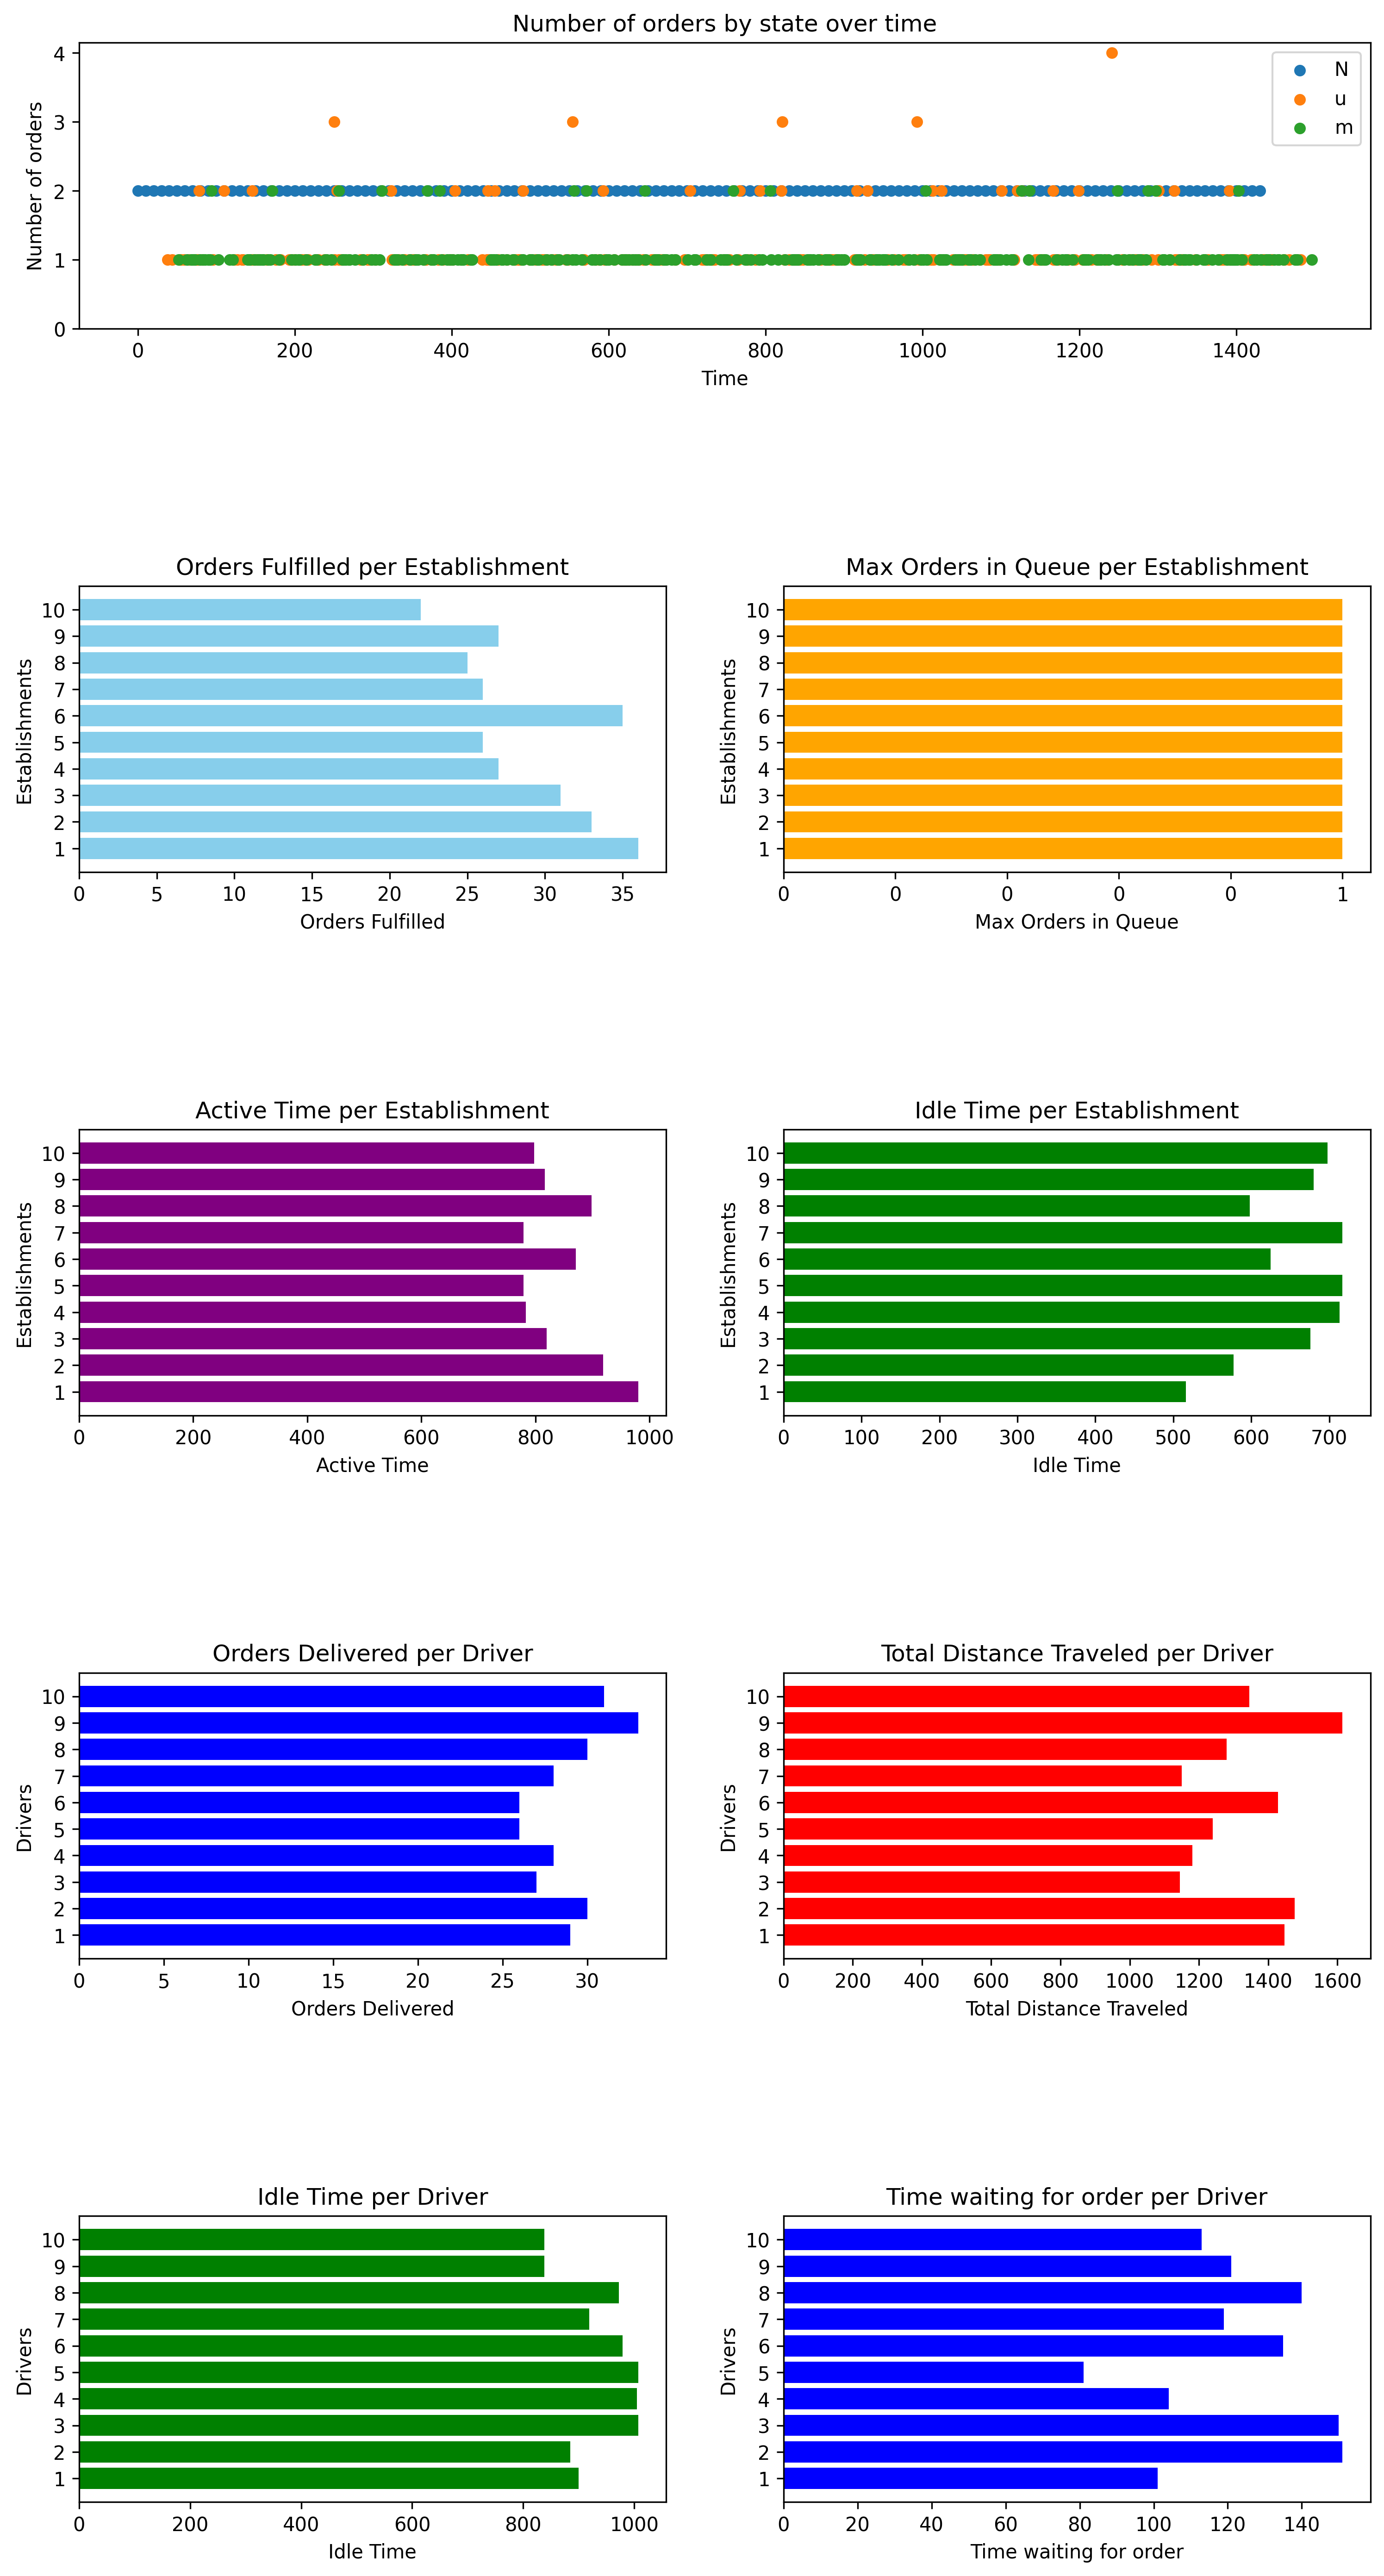 Number of orders by state over time
Number of orders
4
3
2
1
0
N
u
m
0 200 400 600 800 1000 1200 1400
Time
Orders Fulfilled per Establishment
Establishments
10
9
8
7
6
5
4
3
2
1
0 5 10 15 20 25 30 35
Orders Fulfilled
Max Orders in Queue per Establishment
Establishments
10
9
8
7
6
5
4
3
2
1
0 0 0 0 0 1
Max Orders in Queue
Active Time per Establishment
Establishments
10
9
8
7
6
5
4
3
2
1
0 200 400 600 800 1000
Active Time
Idle Time per Establishment
Establishments
10
9
8
7
6
5
4
3
2
1
0 100 200 300 400 500 600 700
Idle Time
Orders Delivered per Driver
Drivers
10
9
8
7
6
5
4
3
2
1
0 5 10 15 20 25 30
Orders Delivered
Total Distance Traveled per Driver
Drivers
10
9
8
7
6
5
4
3
2
1
0 200 400 600 800 1000 1200 1400 1600
Total Distance Traveled
Idle Time per Driver
Drivers
10
9
8
7
6
5
4
3
2
1
0 200 400 600 800 1000
Idle Time
Time waiting for order per Driver
Drivers
10
9
8
7
6
5
4
3
2
1
0 20 40 60 80 100 120 140
Time waiting for order